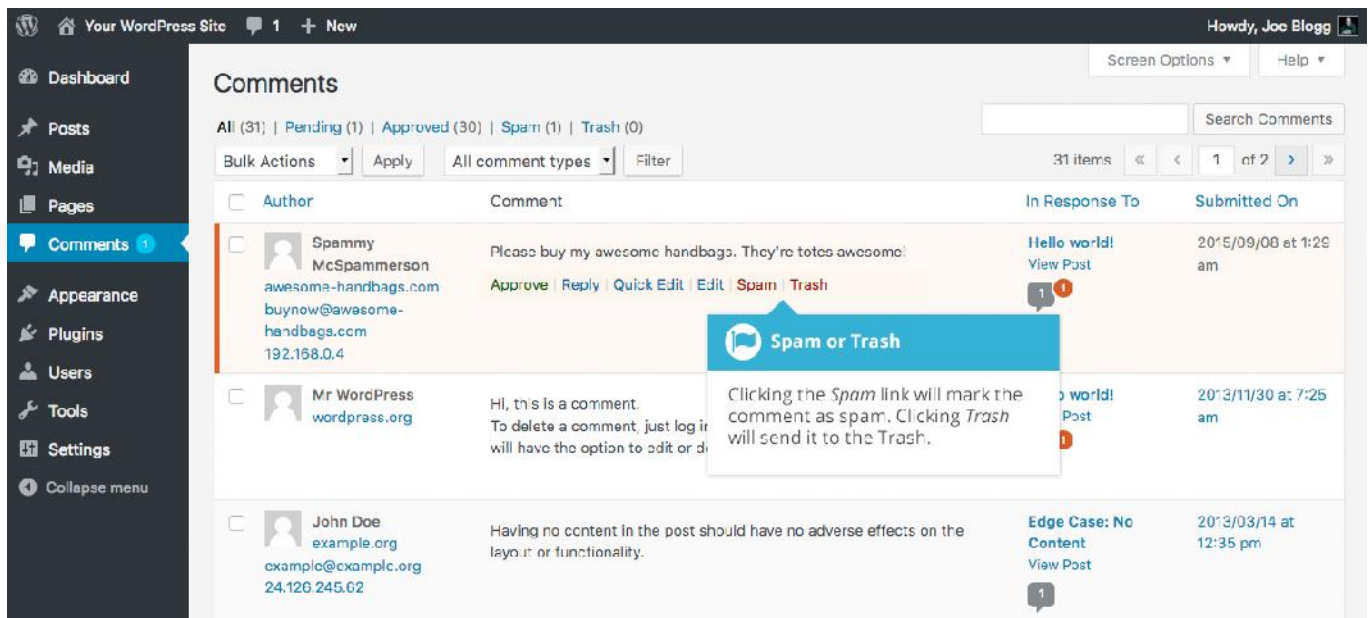 Your WordPress Site 1 + New Howdy, Joe Blogg
Dashboard
Posts
Media
Pages
Comments 1
Appearance
Plugins
Users
Tools
Settings
Collapse menu
Screen Options ▼ Help ▼
Comments
All (31) | Pending (1) | Approved (30) | Spam (1) | Trash (0)
Search Comments
Bulk Actions Apply All comment types Filter 31 items « ‹ 1 of 2 › »
Author Comment In Response To Submitted On
Spammy
McSpammerson
awesome-handbags.com
buynow@awesome-
handbags.com
192.168.0.4
Please buy my awesome handbags. They're totes awesome!
Approve | Reply | Quick Edit | Edit | Spam | Trash
Hello world!
View Post
1 1
2015/09/08 at 1:29
am
Spam or Trash
Clicking the Spam link will mark the
comment as spam. Clicking Trash
will send it to the Trash.
Mr WordPress
wordpress.org
Hi, this is a comment.
To delete a comment, just log
will have the option to edit or
world!
Post
2013/11/30 at 7:25
am
John Doe
example.org
example@example.org
24.126.245.62
Having no content in the post should have no adverse effects on the
layout or functionality.
Edge Case: No
Content
View Post
1
2013/03/14 at
12:35 pm